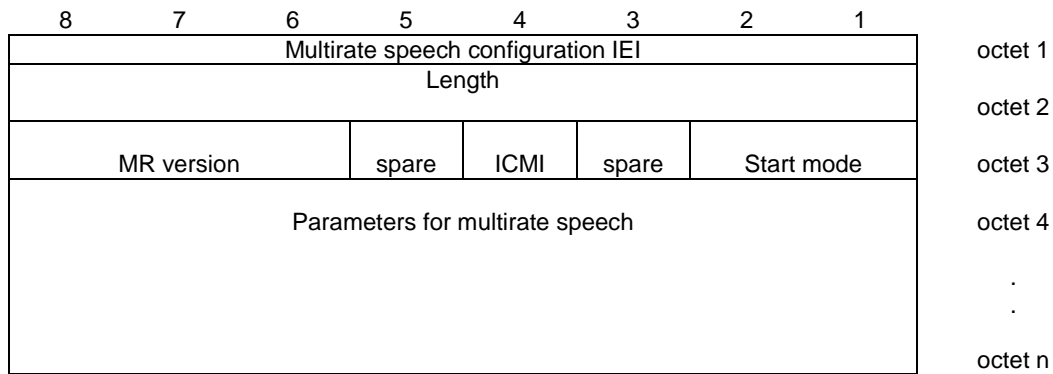 8 7 6 5 4 3 2 1
Multirate speech configuration IEI octet 1
Length
octet 2
MR version spare ICMI spare Start mode octet 3
Parameters for multirate speech octet 4
.
.
octet n